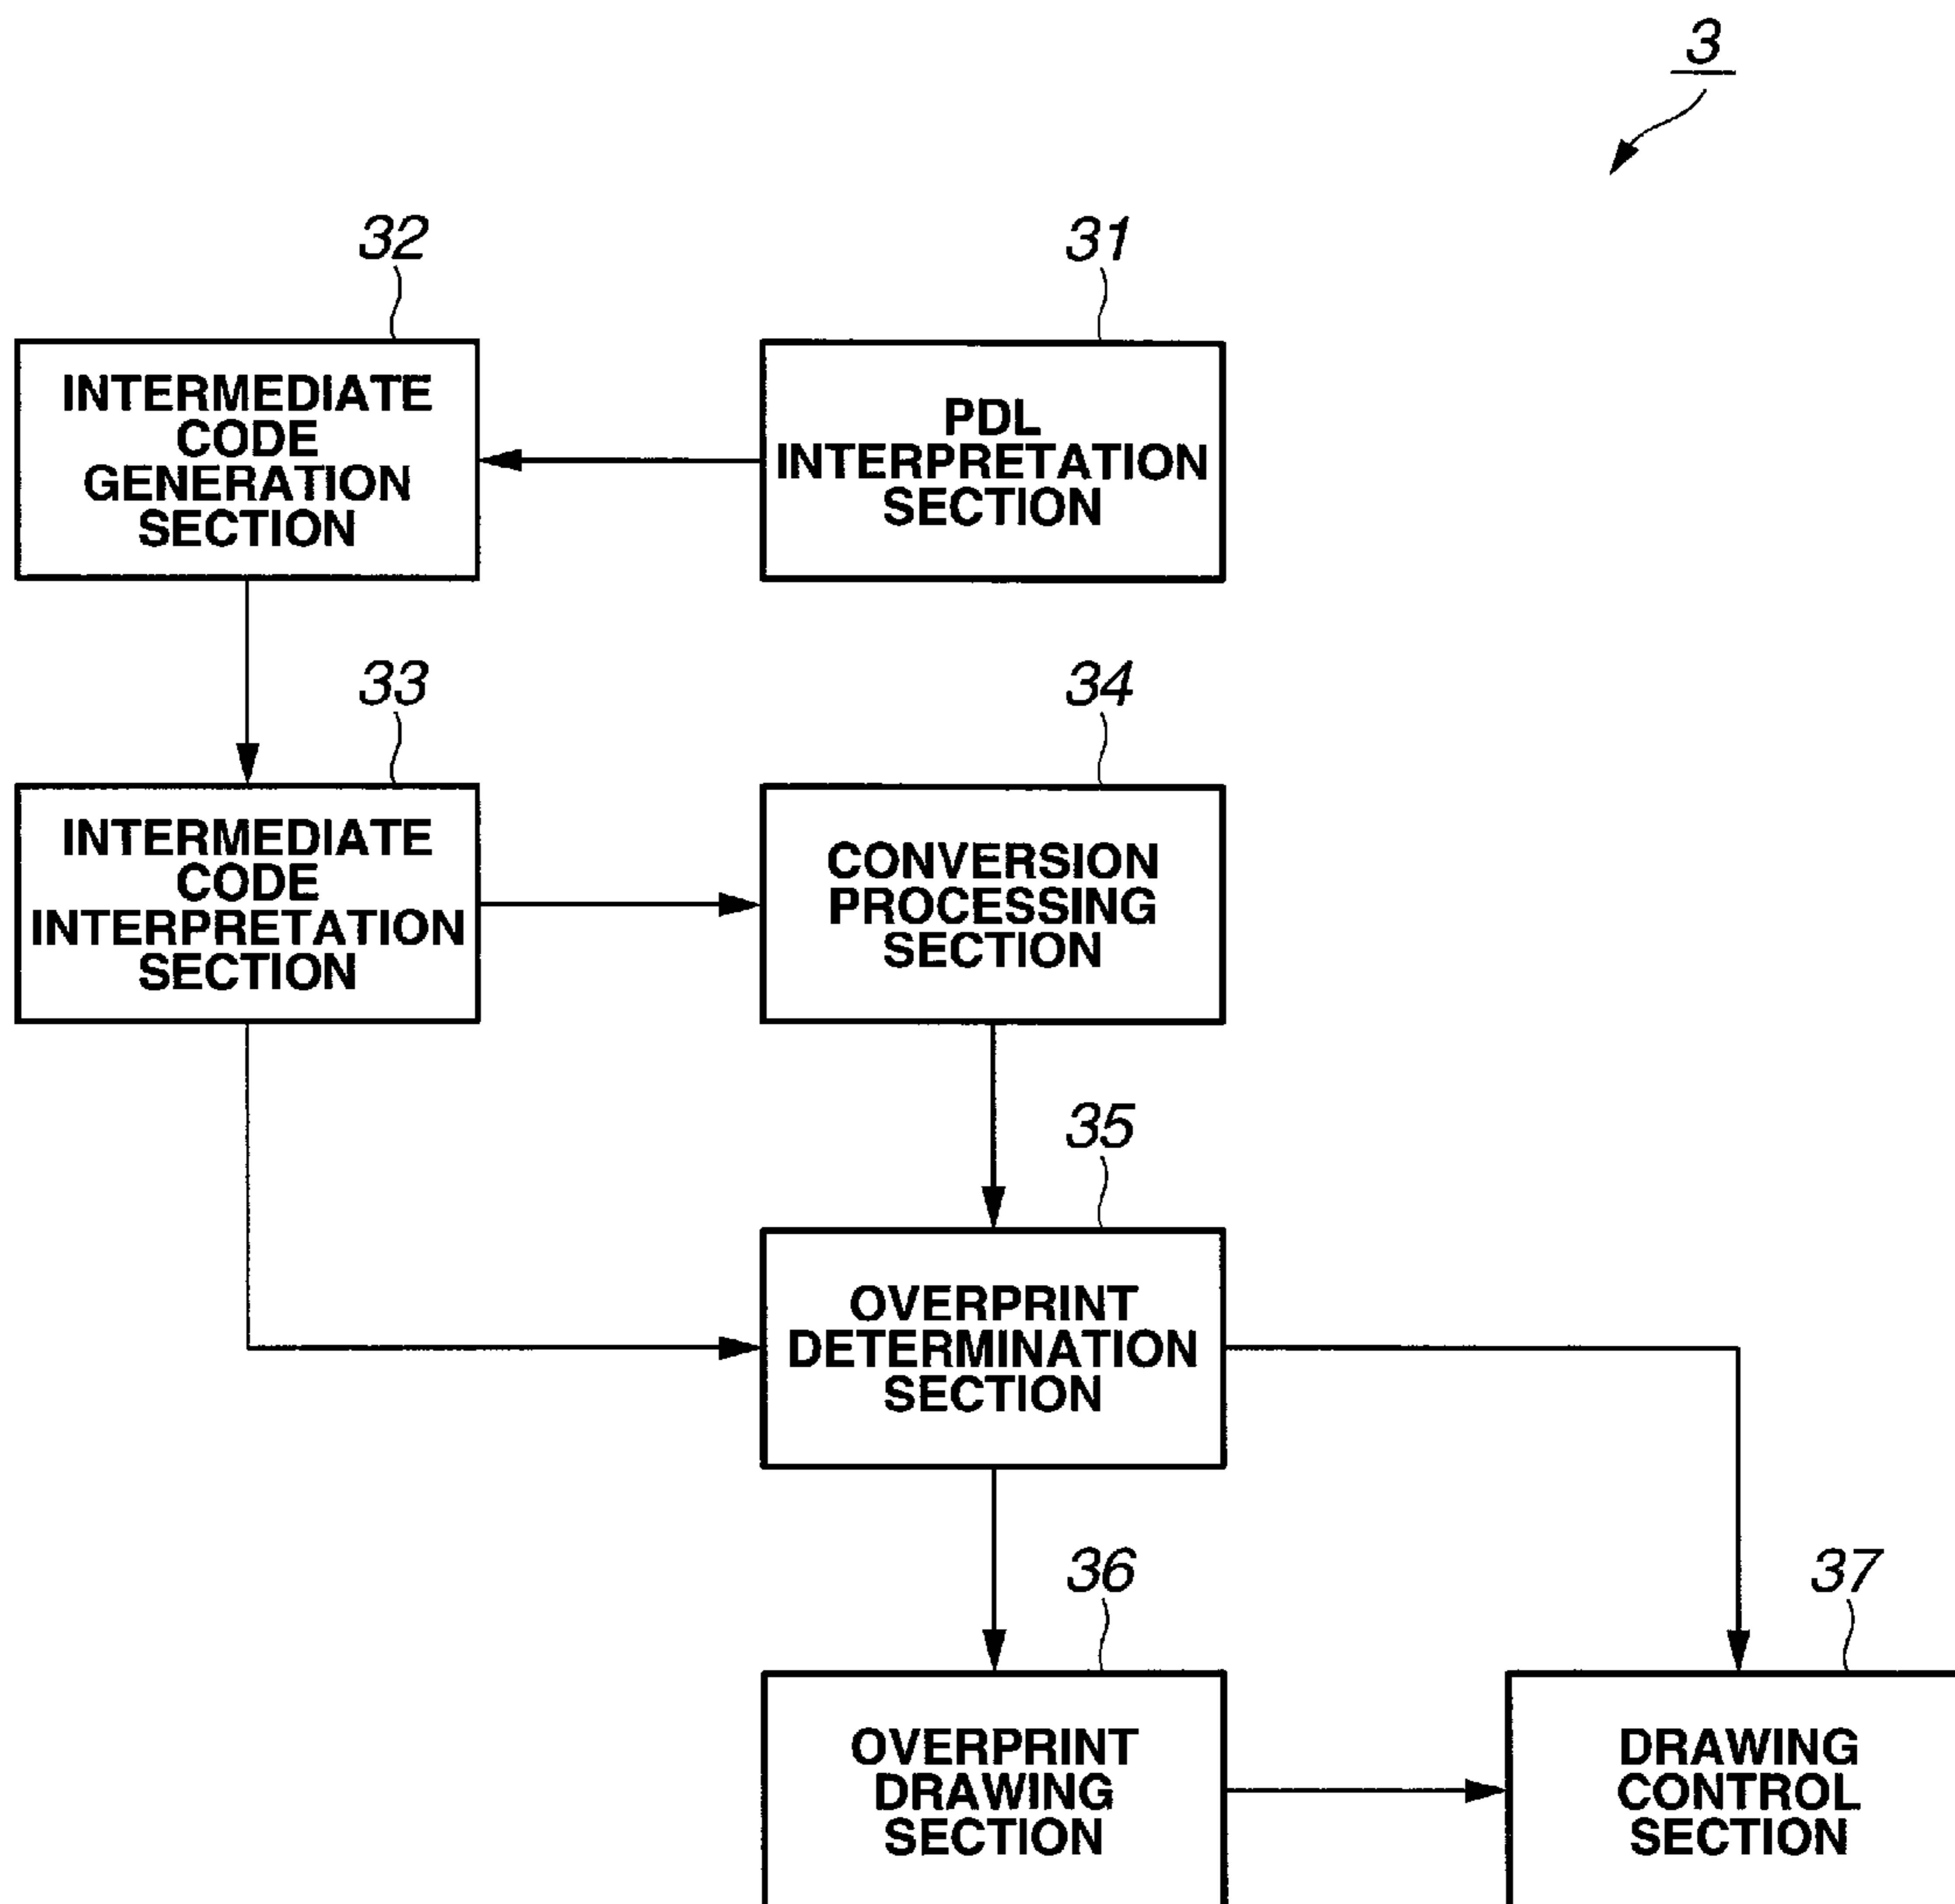 3
32
31
INTERMEDIATE
CODE
GENERATION
SECTION
PDL
INTERPRETATION
SECTION
33
34
INTERMEDIATE
CODE
INTERPRETATION
SECTION
CONVERSION
PROCESSING
SECTION
35
OVERPRINT
DETERMINATION
SECTION
36
37
OVERPRINT
DRAWING
SECTION
DRAWING
CONTROL
SECTION